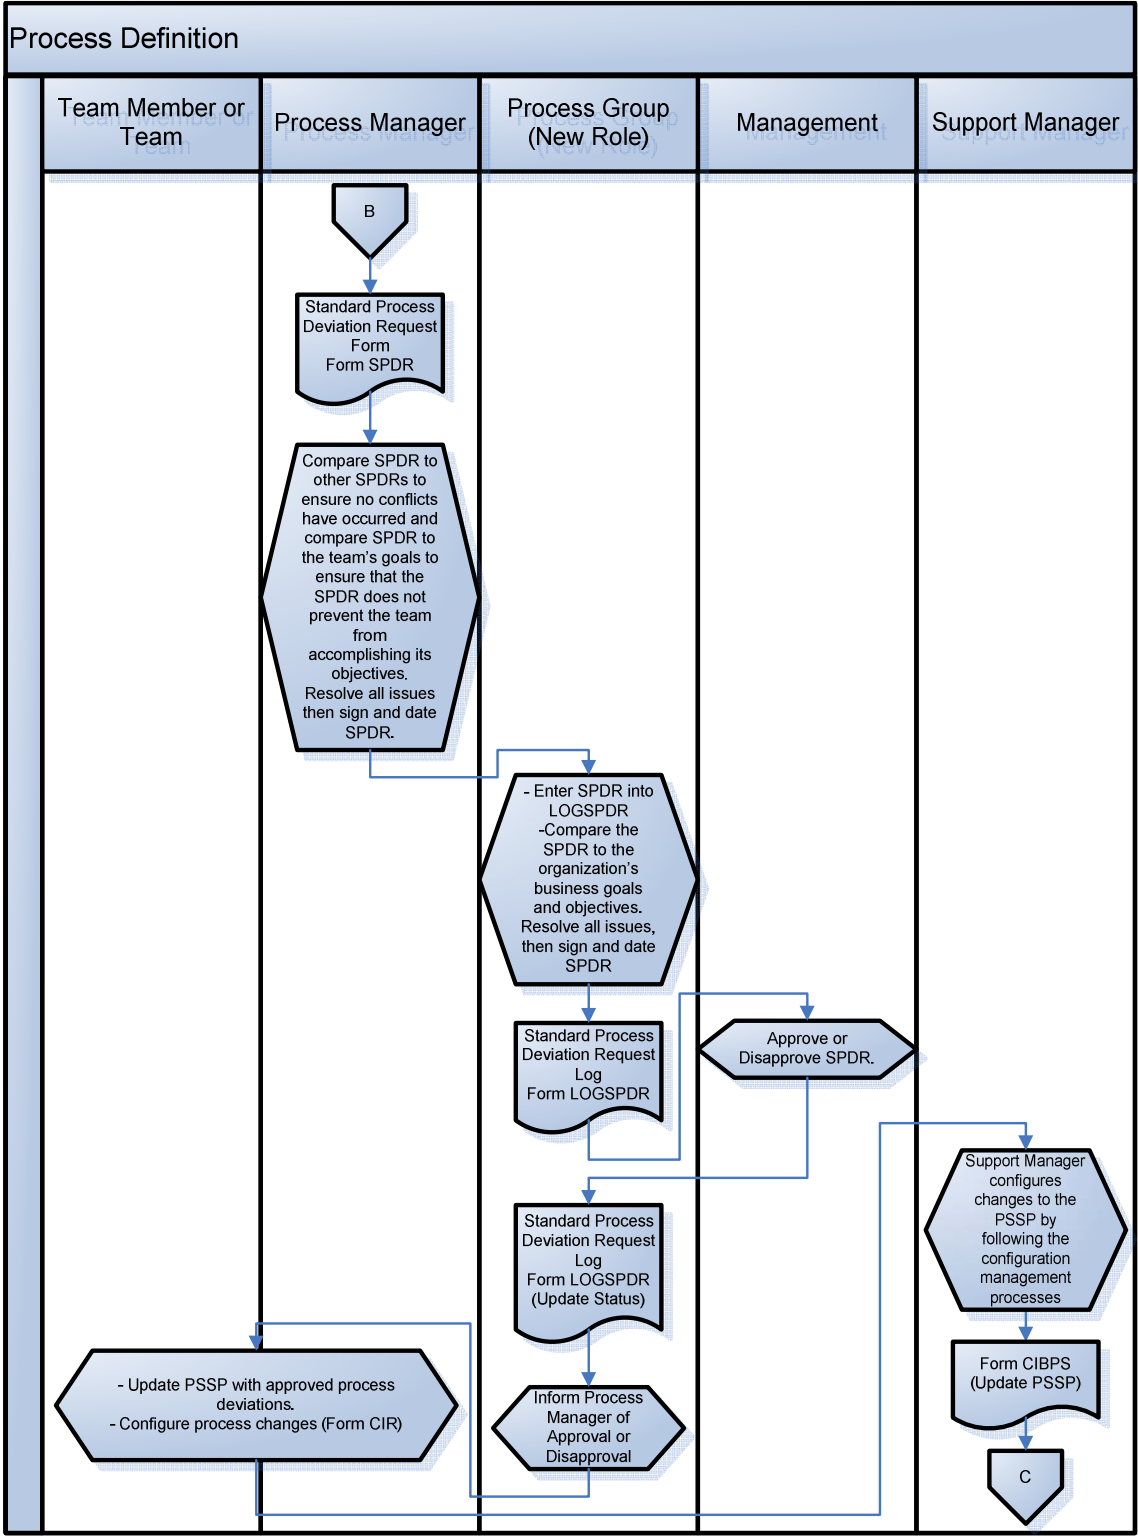 Process Definition
Team Member or
Team
Process Manager
Process Group
(New Role)
Management
Support Manager
B
Standard Process
Deviation Request
Form
Form SPDR
Compare SPDR to
other SPDRs to
ensure no conflicts
have occurred and
compare SPDR to
the team's goals to
ensure that the
SPDR does not
prevent the team
from
accomplishing its
objectives.
Resolve all issues
then sign and date
SPDR.
- Enter SPDR into
LOGSPDR
-Compare the
SPDR to the
organization's
business goals
and objectives.
Resolve all issues,
then sign and date
SPDR
Standard Process
Deviation Request
Log
Form LOGSPDR
Approve or
Disapprove SPDR.
Standard Process
Deviation Request
Log
Form LOGSPDR
(Update Status)
Inform Process
Manager of
Approval or
Disapproval
- Update PSSP with approved process
deviations.
- Configure process changes (Form CIR)
Support Manager
configures
changes to the
PSSP by
following the
configuration
management
processes
Form CIBPS
(Update PSSP)
C